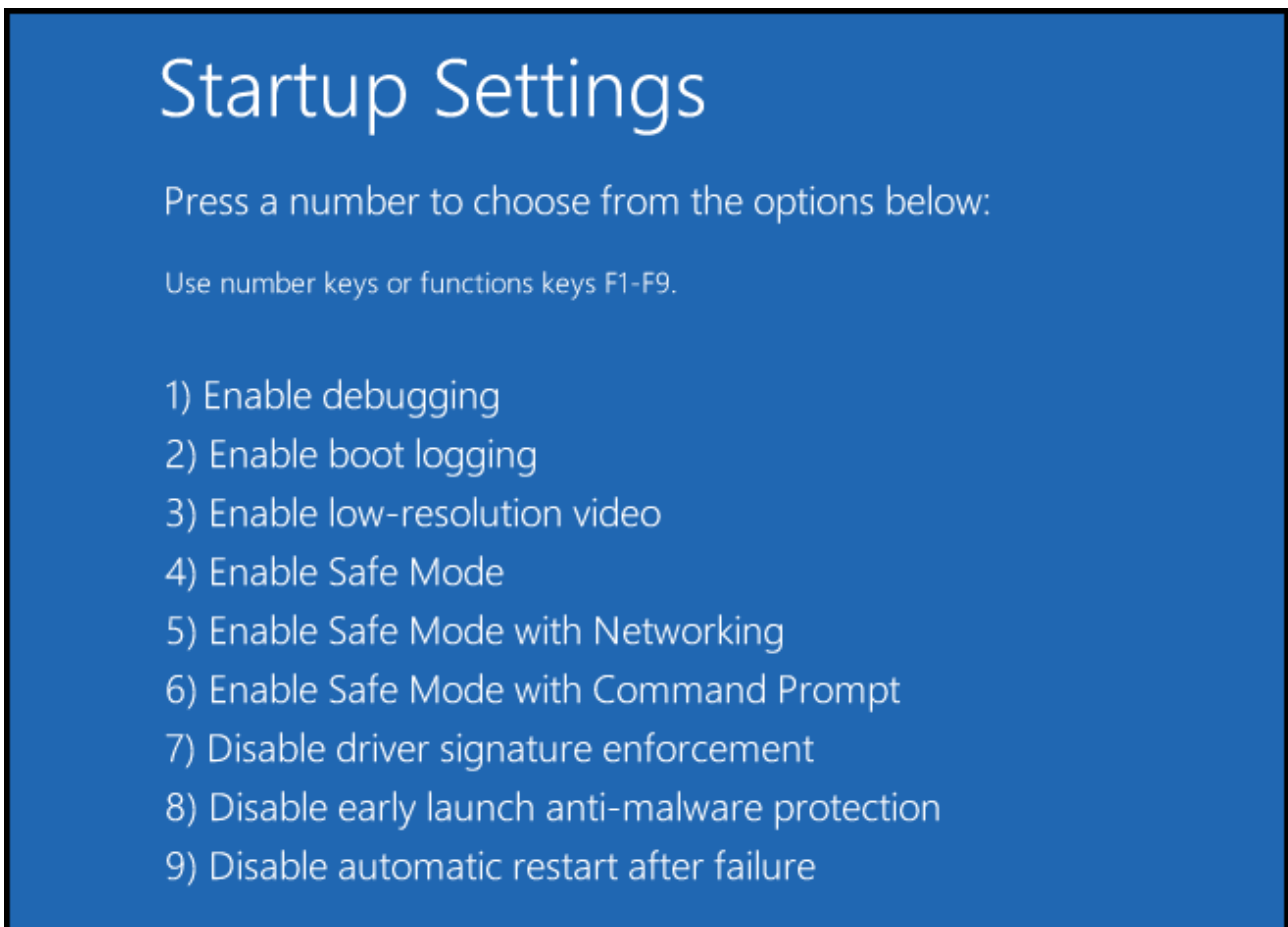 Startup Settings
Press a number to choose from the options below:
Use number keys or functions keys F1-F9.
1) Enable debugging
2) Enable boot logging
3) Enable low-resolution video
4) Enable Safe Mode
5) Enable Safe Mode with Networking
6) Enable Safe Mode with Command Prompt
7) Disable driver signature enforcement
8) Disable early launch anti-malware protection
9) Disable automatic restart after failure